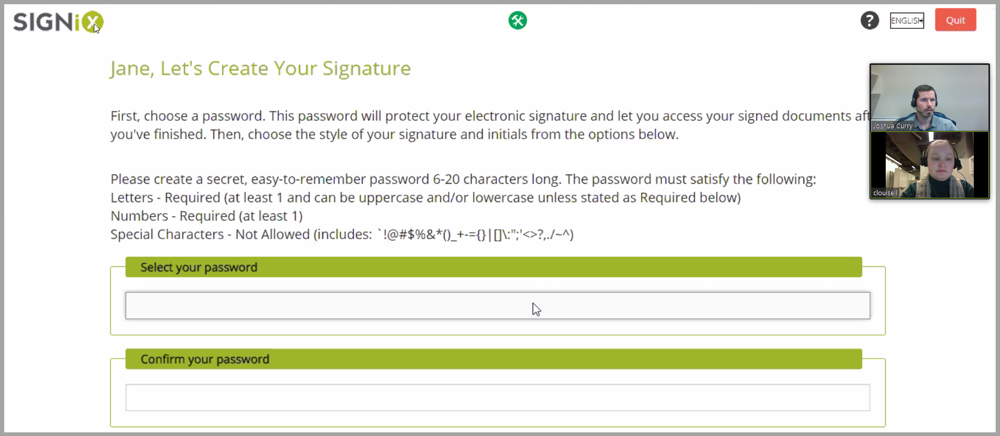 SIGNiX
?
ENGLISH
Quit
Jane, Let's Create Your Signature
First, choose a password. This password will protect your electronic signature and let you access your signed documents aft
you've finished. Then, choose the style of your signature and initials from the options below.
Joshua Curry
clouisell
Please create a secret, easy-to-remember password 6-20 characters long. The password must satisfy the following:
Letters - Required (at least 1 and can be uppercase and/or lowercase unless stated as Required below)
Numbers - Required (at least 1)
Special Characters - Not Allowed (includes: `!@#$%&*()_+-={}|[]\:";'<>?,./~^)
Select your password
Confirm your password